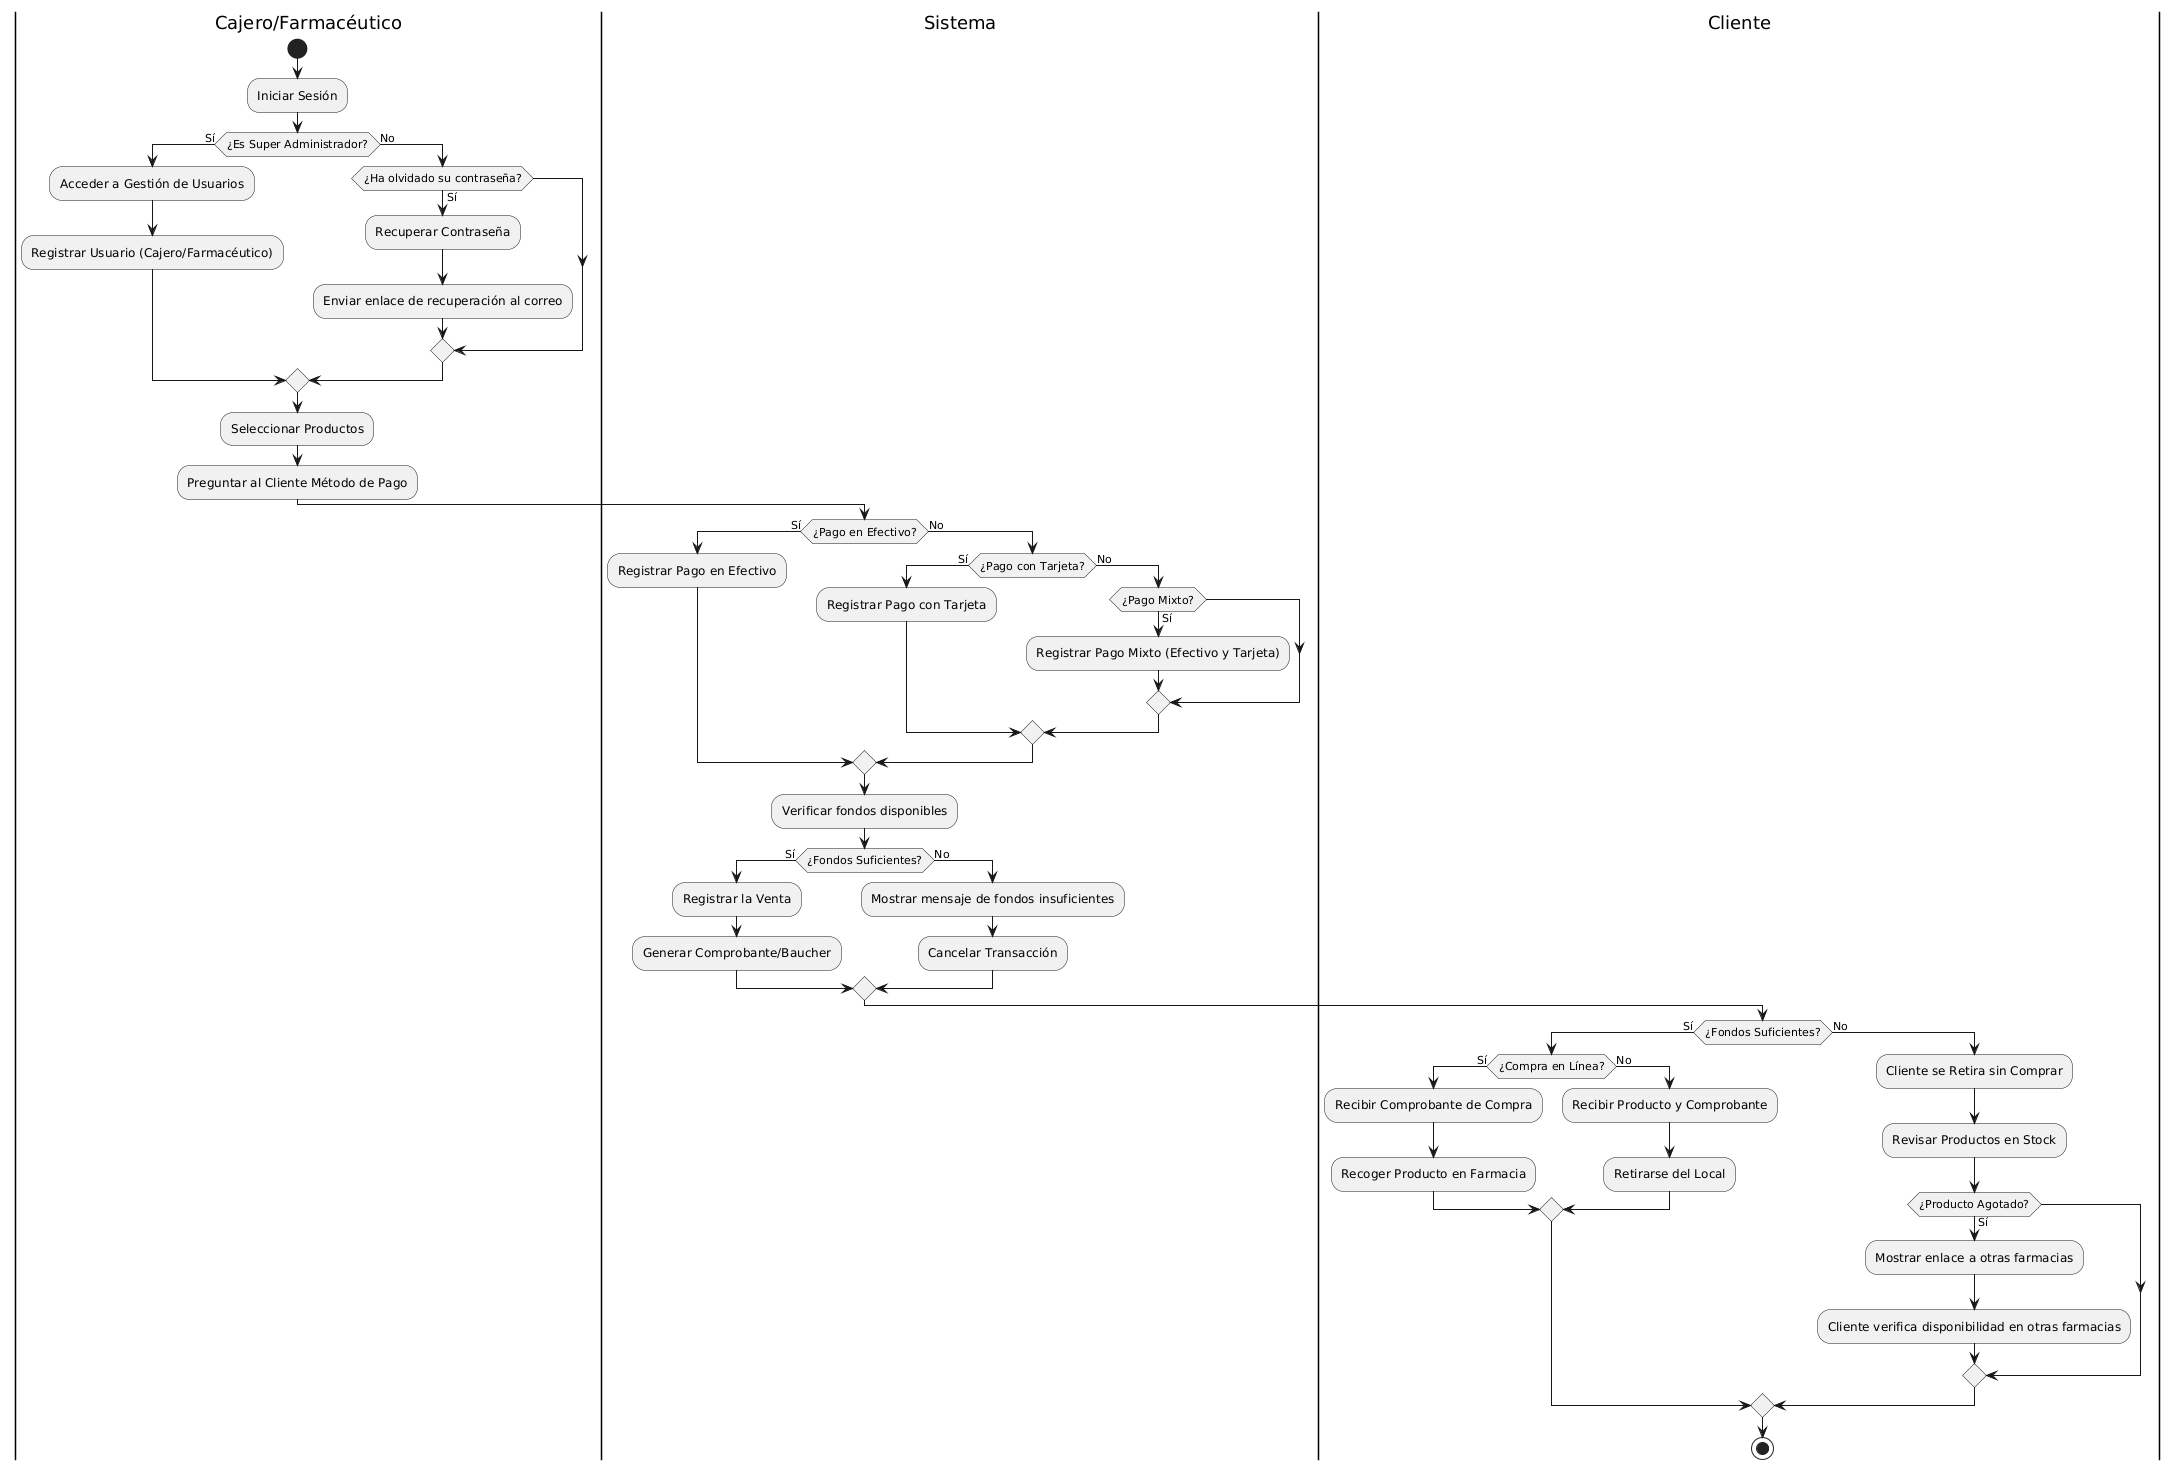 Cajero/Farmacéutico
Sistema
Cliente
Iniciar Sesión
¿Es Super Administrador?
Sí
No
Acceder a Gestión de Usuarios
Registrar Usuario (Cajero/Farmacéutico)
¿Ha olvidado su contraseña?
Sí
Recuperar Contraseña
Enviar enlace de recuperación al correo
Seleccionar Productos
Preguntar al Cliente Método de Pago
¿Pago en Efectivo?
Sí
No
Registrar Pago en Efectivo
¿Pago con Tarjeta?
Sí
No
Registrar Pago con Tarjeta
¿Pago Mixto?
Sí
Registrar Pago Mixto (Efectivo y Tarjeta)
Verificar fondos disponibles
¿Fondos Suficientes?
Sí
No
Registrar la Venta
Generar Comprobante/Baucher
Mostrar mensaje de fondos insuficientes
Cancelar Transacción
¿Fondos Suficientes?
Sí
No
¿Compra en Línea?
Sí
No
Recibir Comprobante de Compra
Recoger Producto en Farmacia
Recibir Producto y Comprobante
Retirarse del Local
Cliente se Retira sin Comprar
Revisar Productos en Stock
¿Producto Agotado?
Sí
Mostrar enlace a otras farmacias
Cliente verifica disponibilidad en otras farmacias